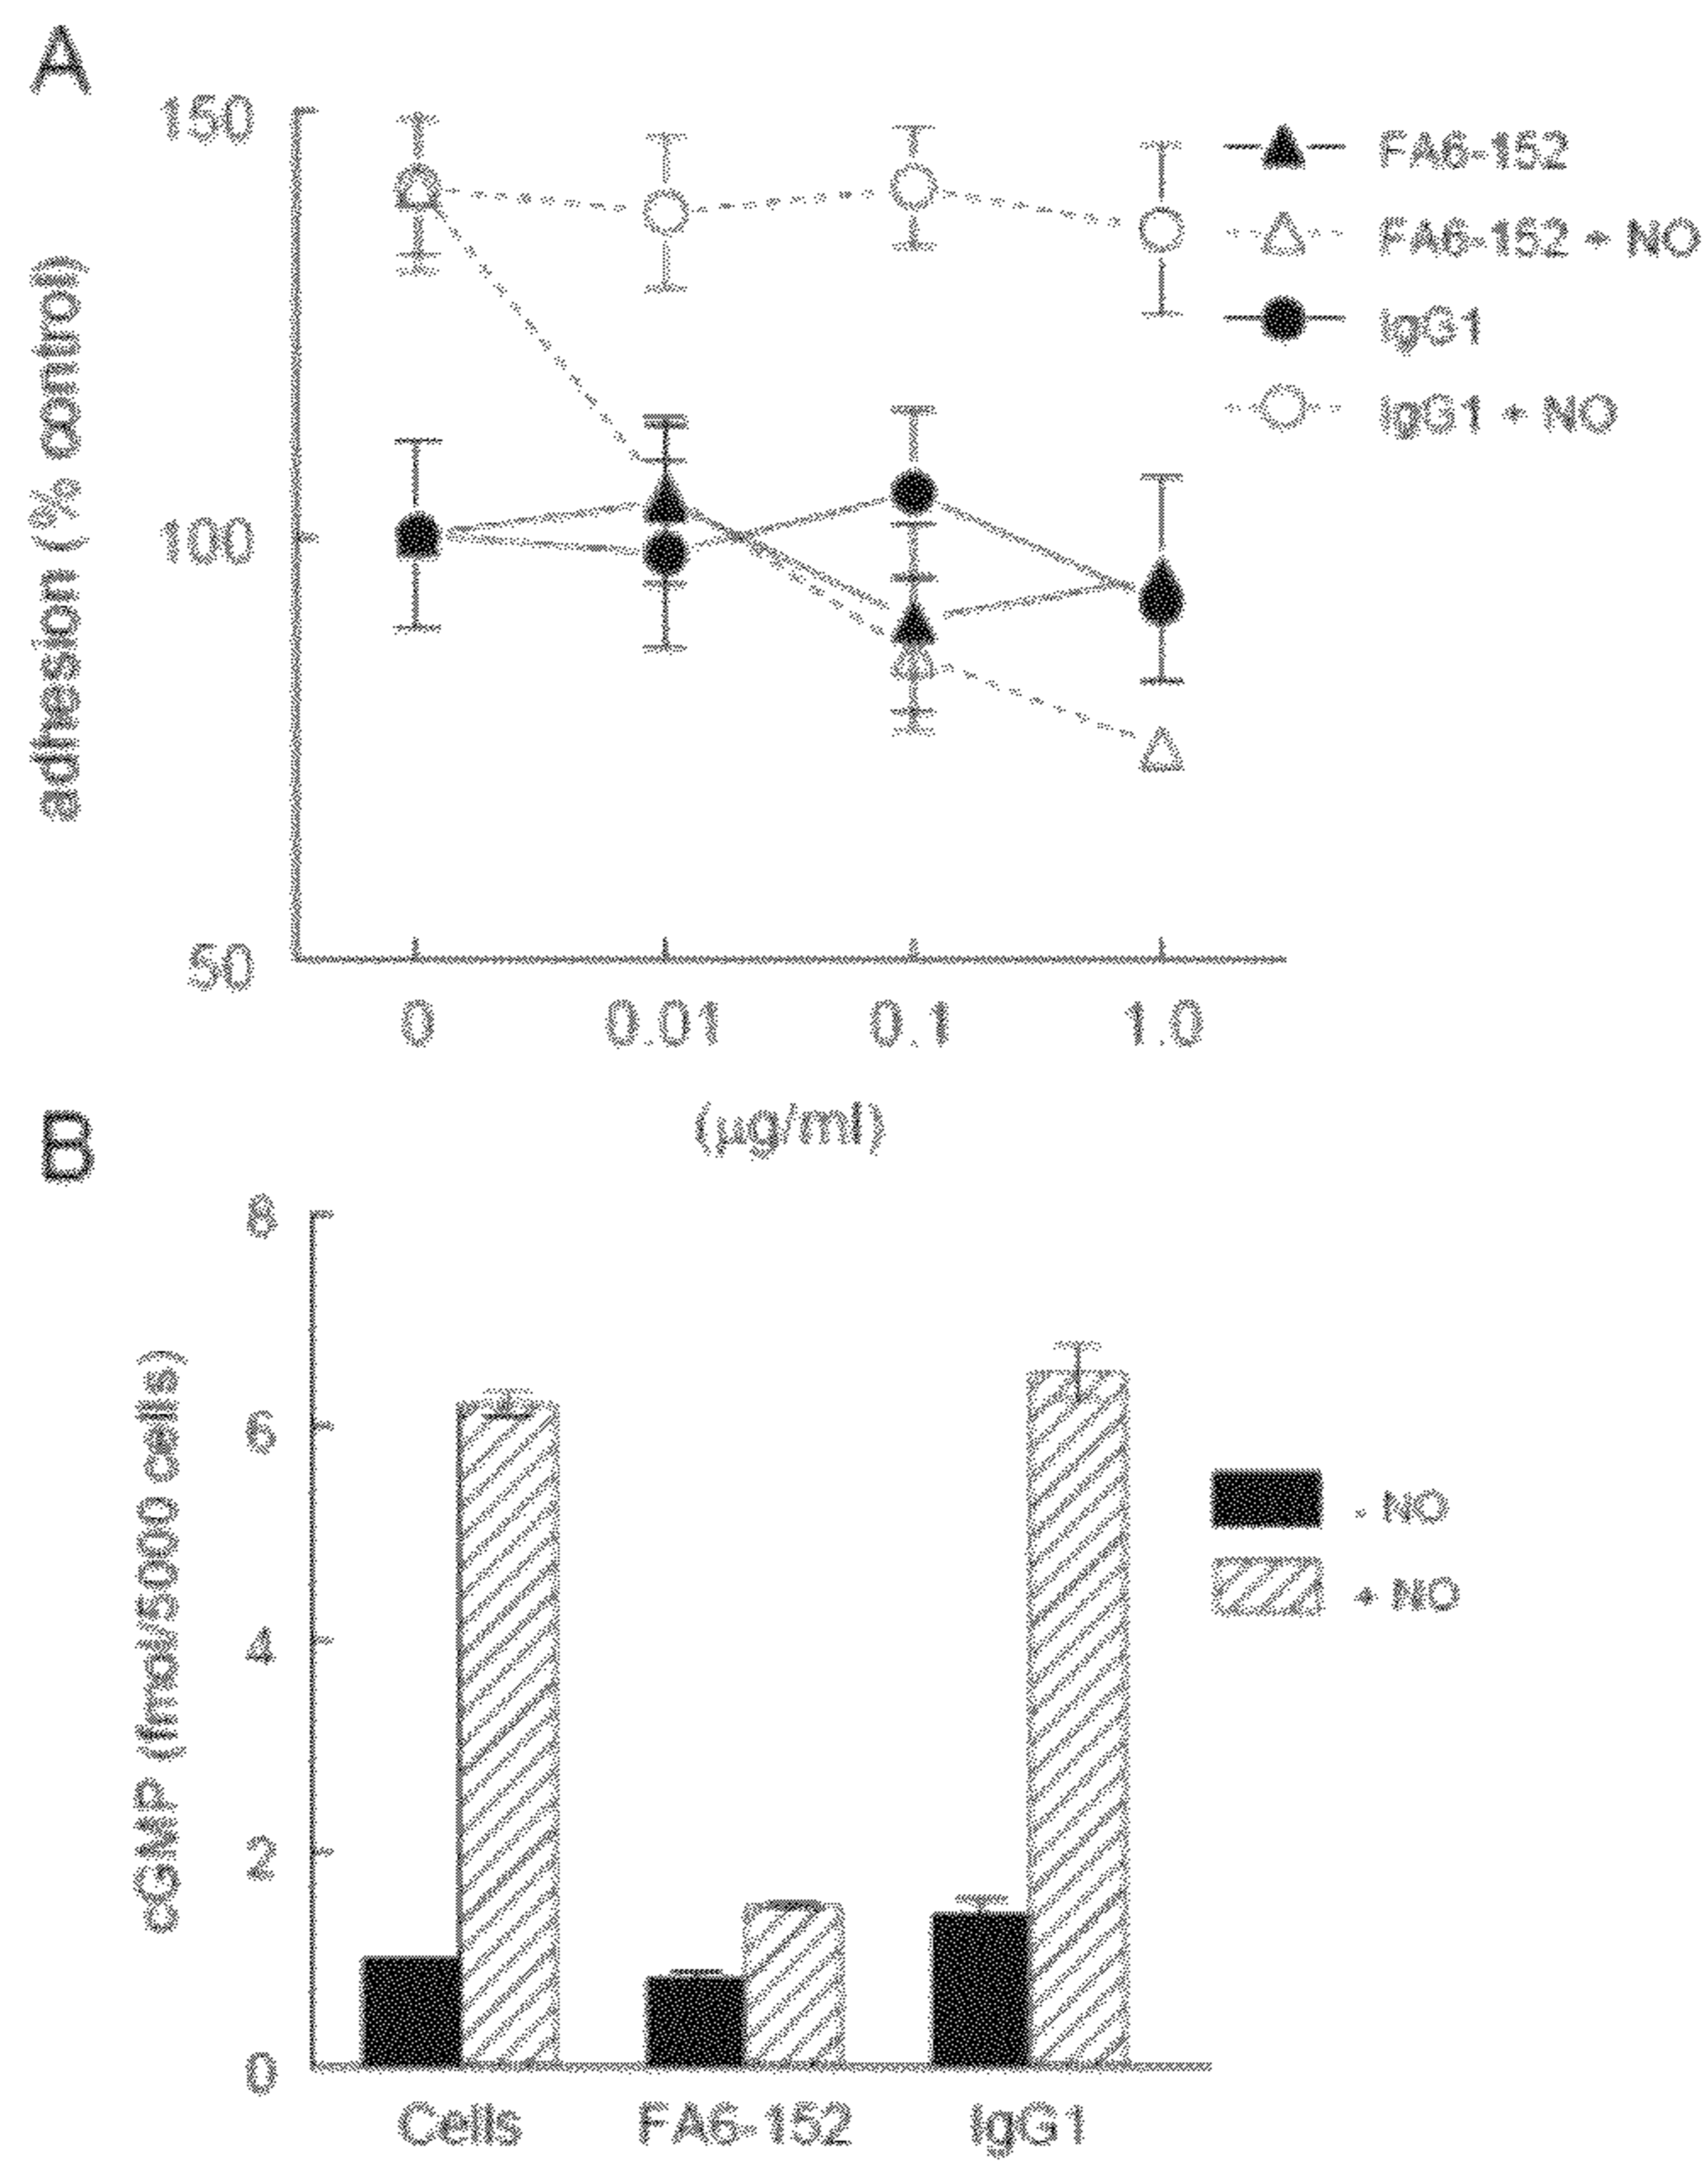 A
150
100
50
adhesion (% control)
FA6-152
FA6-152 + NO
IgG1
IgG1 + NO
0 0.01 0.1 1.0
(µg/ml)
B
8
6
4
2
0
cGMP (fmol/5000 cells)
- NO
+ NO
Cells FA6-152 IgG1